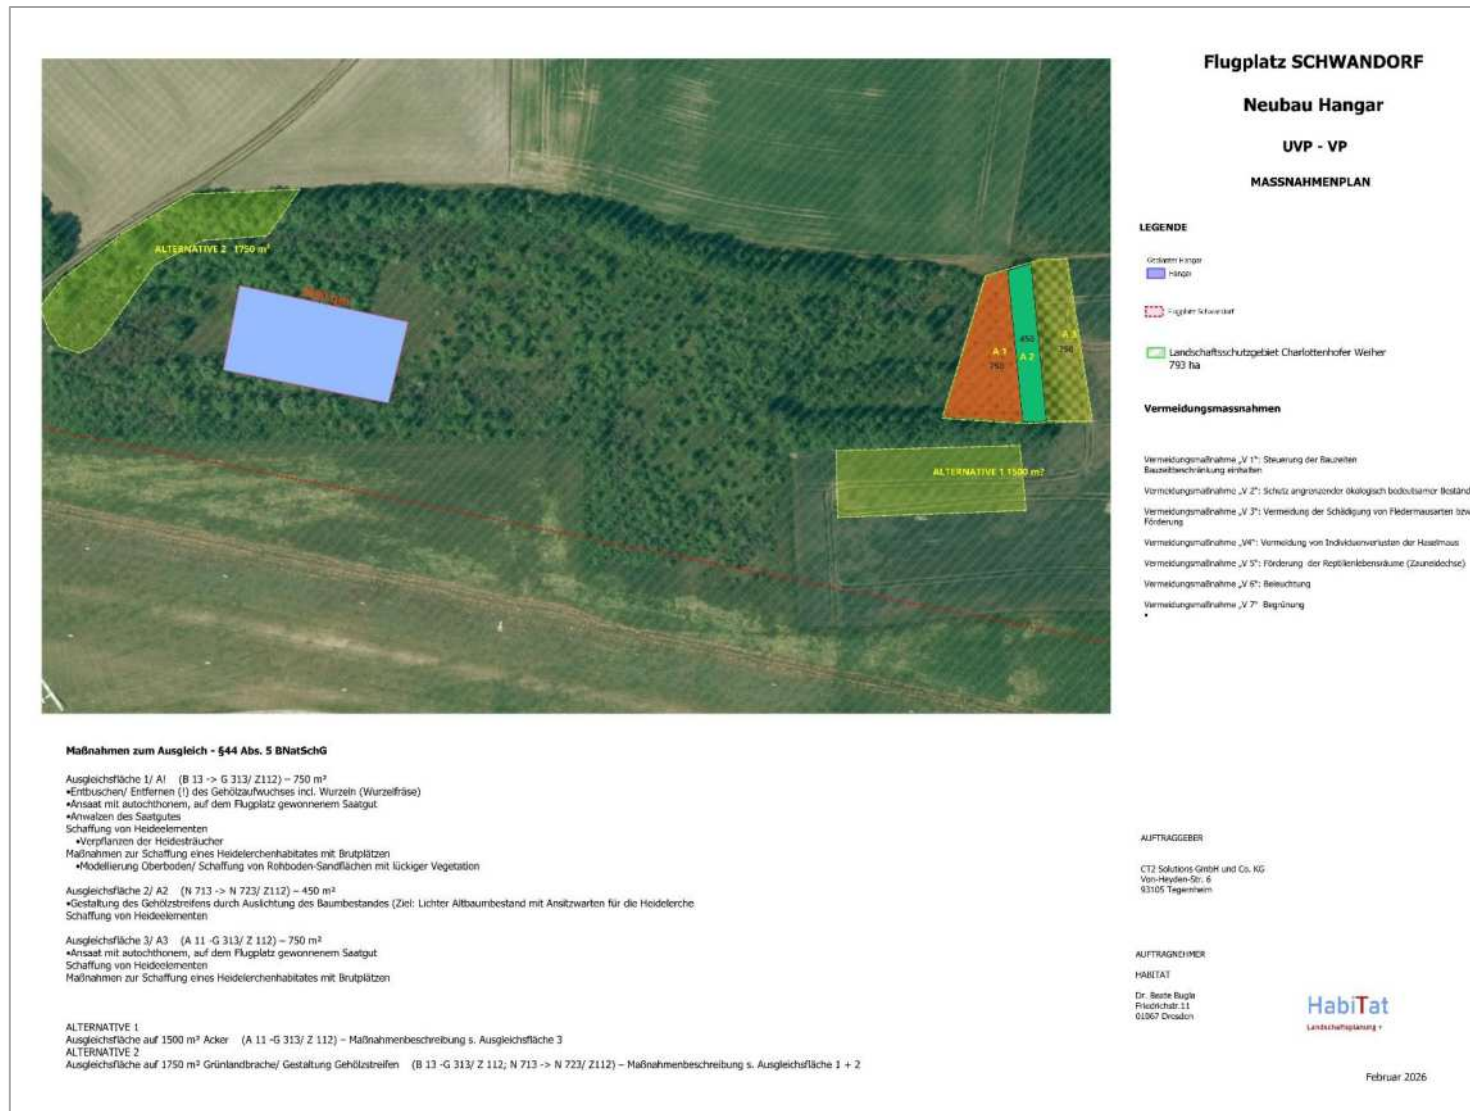 Flugplatz SCHWANDORF
Neubau Hangar
UVP - VP
MASSNAHMENPLAN
LEGENDE
Geplanter Hangar
Hangar
Flugplatz Schwandorf
Landschaftsschutzgebiet Charlottenhofer Weiher
793 ha
Vermeidungsmassnahmen
Vermeidungsmaßnahme „V 1“: Steuerung der Bauzeiten
Bauzeitbeschränkung einhalten
Vermeidungsmaßnahme „V 2“: Schutz angrenzender ökologisch bedeutsamer Beständ
Vermeidungsmaßnahme „V 3“: Vermeidung der Schädigung von Fledermausarten bzw
Förderung
Vermeidungsmaßnahme „V4“: Vermeidung von Individuenverlusten der Haselmaus
Vermeidungsmaßnahme „V 5“: Förderung der Reptilienlebensräume (Zauneidechse)
Vermeidungsmaßnahme „V 6“: Beleuchtung
Vermeidungsmaßnahme „V 7“ Begrünung
•
ALTERNATIVE 2 1750 m²
A 1
750
450
A 2
A 3
750
ALTERNATIVE 1 1500 m²
Maßnahmen zum Ausgleich - §44 Abs. 5 BNatSchG
Ausgleichsfläche 1/ A! (B 13 -> G 313/ Z112) – 750 m²
•Entbuschen/ Entfernen (!) des Gehölzaufwuchses incl. Wurzeln (Wurzelfräse)
•Ansaat mit autochthonem, auf dem Flugplatz gewonnenem Saatgut
•Anwalzen des Saatgutes
Schaffung von Heideelementen
•Verpflanzen der Heidesträucher
Maßnahmen zur Schaffung eines Heidelerchenhabitates mit Brutplätzen
•Modellierung Oberboden/ Schaffung von Rohboden-Sandflächen mit lückiger Vegetation
Ausgleichsfläche 2/ A2 (N 713 -> N 723/ Z112) – 450 m²
•Gestaltung des Gehölzstreifens durch Auslichtung des Baumbestandes (Ziel: Lichter Altbaumbestand mit Ansitzwarten für die Heidelerche
Schaffung von Heideelementen
Ausgleichsfläche 3/ A3 (A 11 -G 313/ Z 112) – 750 m²
•Ansaat mit autochthonem, auf dem Flugplatz gewonnenem Saatgut
Schaffung von Heideelementen
Maßnahmen zur Schaffung eines Heidelerchenhabitates mit Brutplätzen
ALTERNATIVE 1
Ausgleichsfläche auf 1500 m² Acker (A 11 -G 313/ Z 112) – Maßnahmenbeschreibung s. Ausgleichsfläche 3
ALTERNATIVE 2
Ausgleichsfläche auf 1750 m² Grünlandbrache/ Gestaltung Gehölzstreifen (B 13 -G 313/ Z 112; N 713 -> N 723/ Z112) – Maßnahmenbeschreibung s. Ausgleichsfläche 1 + 2
AUFTRAGGEBER
CT2 Solutions GmbH und Co. KG
Von-Heyden-Str. 6
93105 Tegernheim
AUFTRAGNEHMER
HABITAT
Dr. Beate Bugla
Friedrichstr.11
01067 Dresden
HabiTat
Landschaftsplanung +
Februar 2026